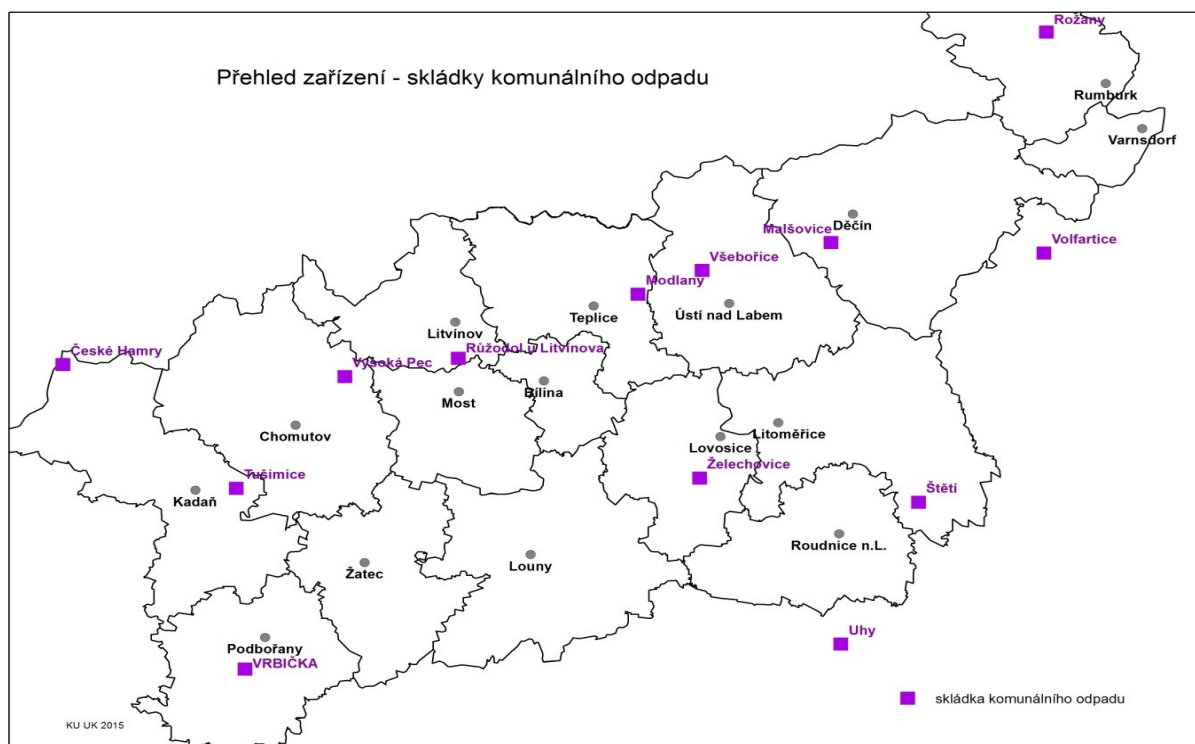 Rožany
Přehled zařízení - skládky komunálního odpadu
Rumburk
Varnsdorf
Malšovice
Děčín
Volfartice
Všebořice
Modlany
Teplice
Ústí nad Labem
Litvínov
České Hamry
Vysoká Pec
Růžodol u Litvínova
Bílina
Most
Chomutov
Litoměřice
Lovosice
Želechovice
Tušimice
Kadaň
Štětí
Roudnice n.L.
Louny
Žatec
Uhy
Podbořany
VRBIČKA
skládka komunálního odpadu
KU UK 2015